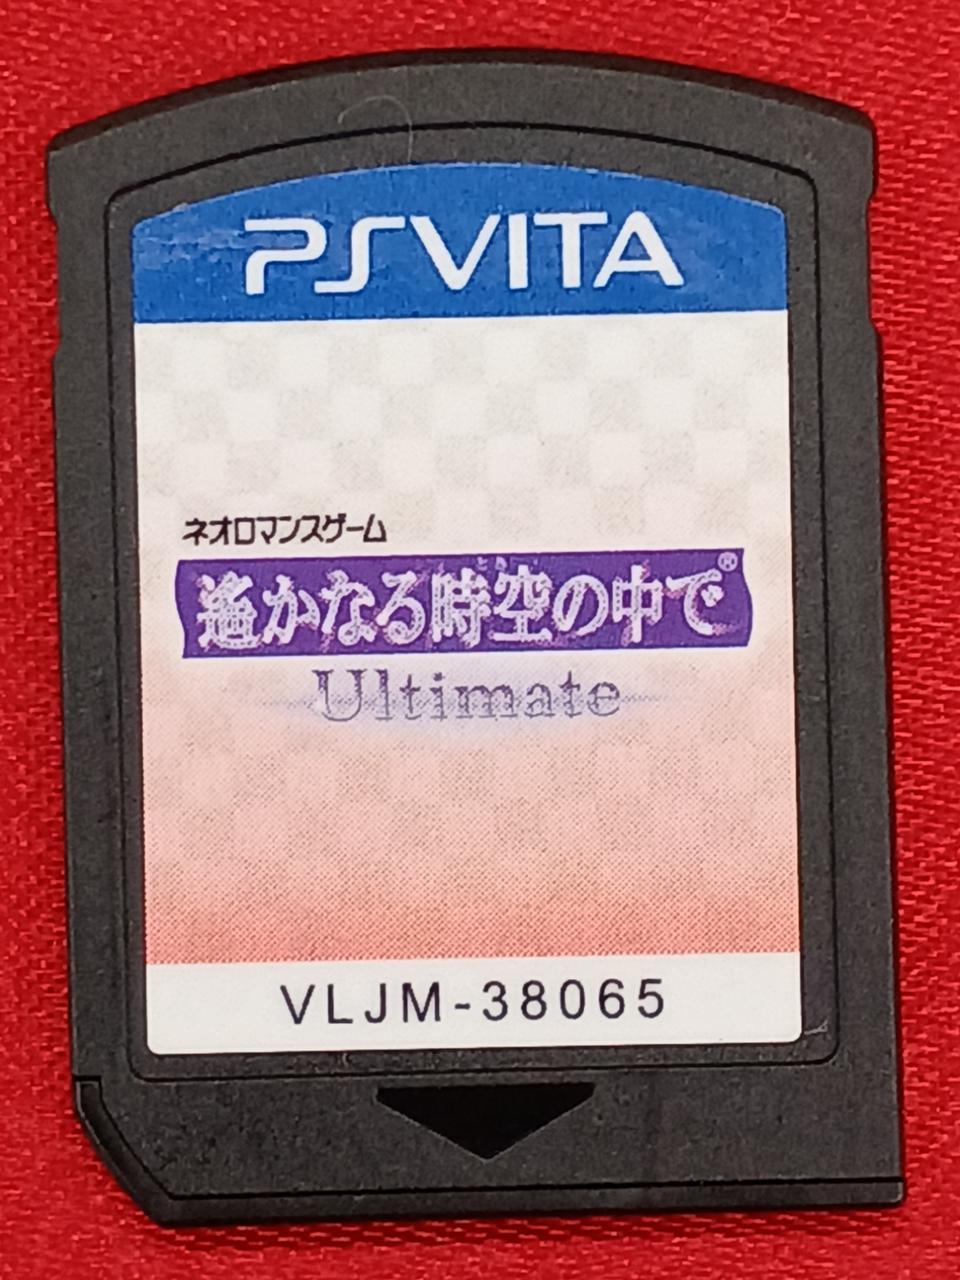 PSVITA
ネオロマンスゲーム
遙かなる時空の中で®
Ultimate
VLJM-38065